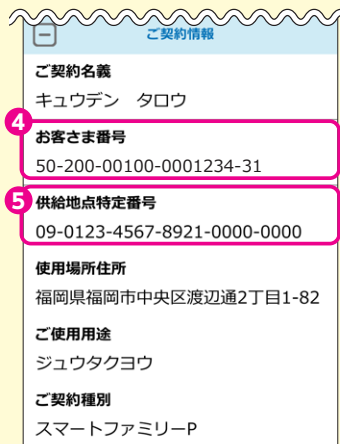 ご契約情報
ご契約名義
キュウデン　タロウ
4
お客さま番号
50-200-00100-0001234-31
5
供給地点特定番号
09-0123-4567-8921-0000-0000
使用場所住所
福岡県福岡市中央区渡辺通2丁目1-82
ご使用用途
ジュウタクヨウ
ご契約種別
スマートファミリーP